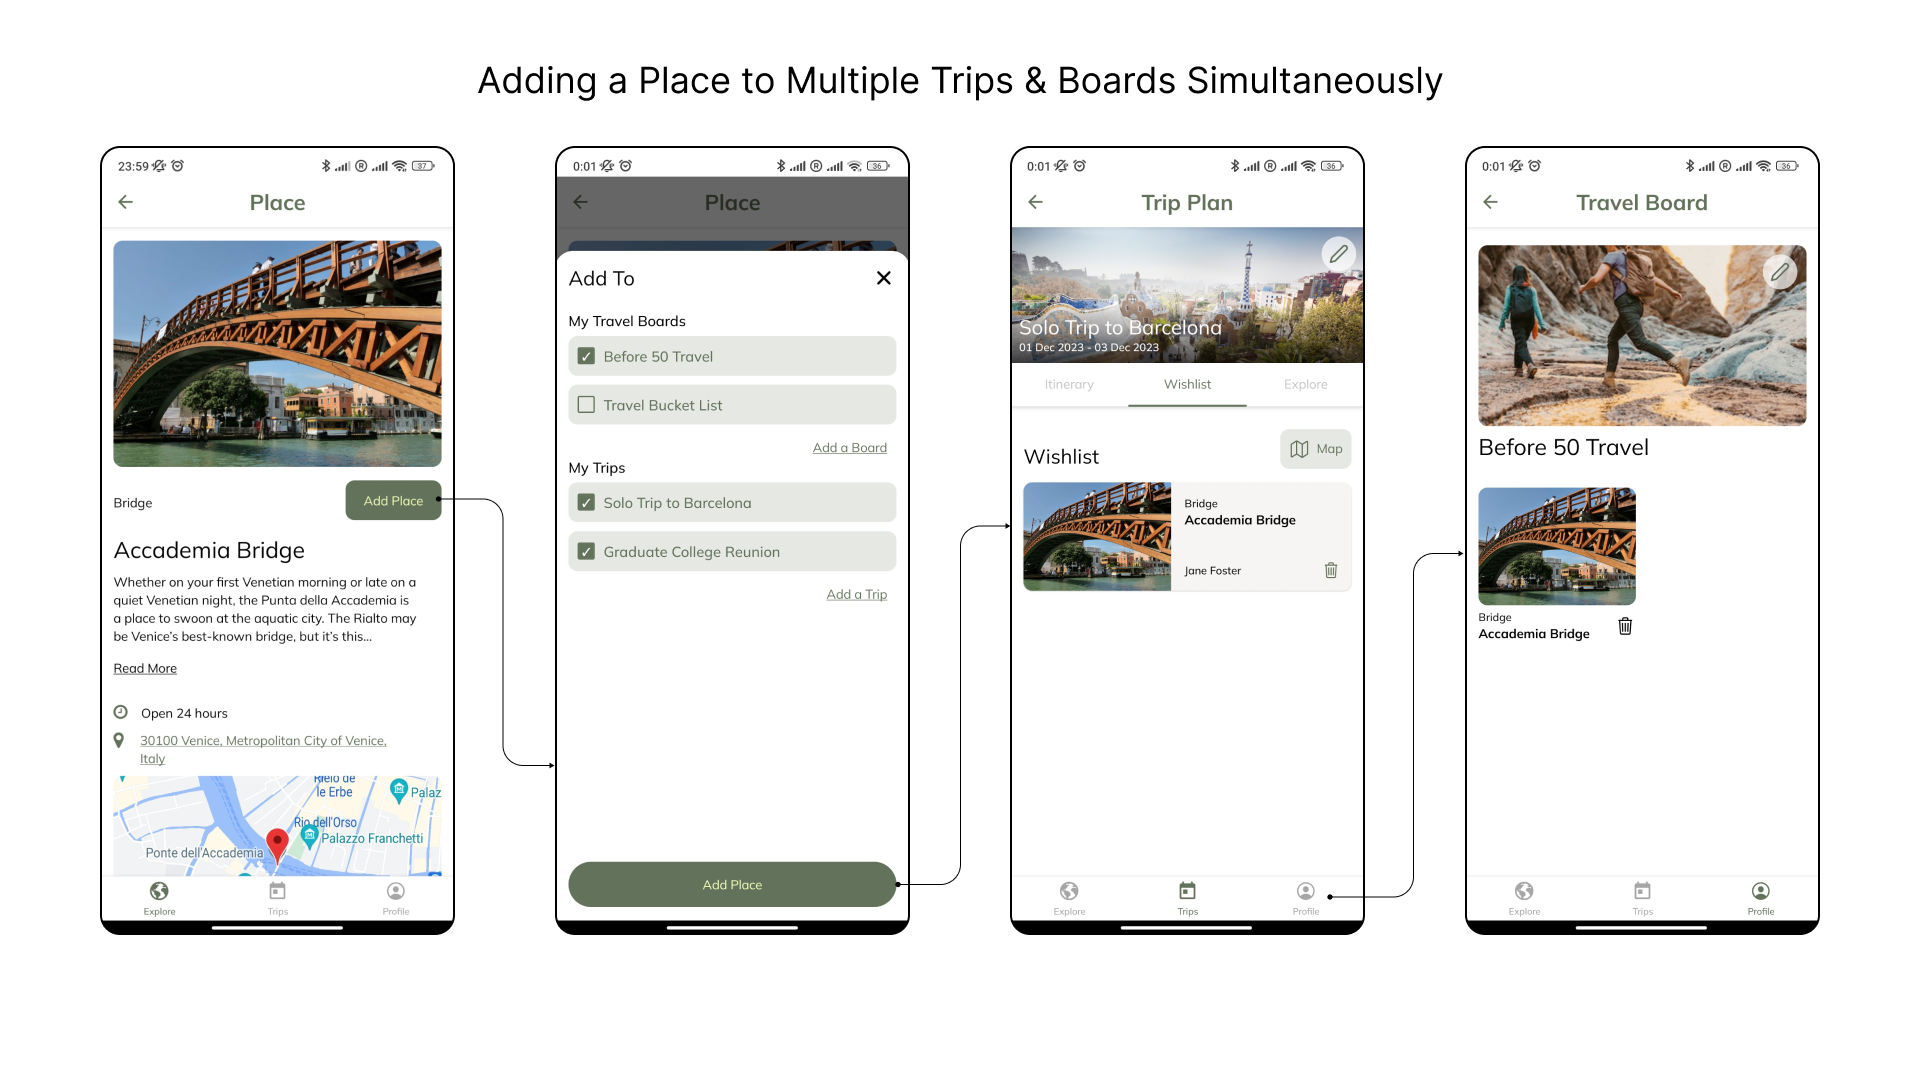 Adding a Place to Multiple Trips & Boards Simultaneously
23:59
37
Place
Bridge
Add Place
Accademia Bridge
Whether on your first Venetian morning or late on a
quiet Venetian night, the Punta della Accademia is
a place to swoon at the aquatic city. The Rialto may
be Venice’s best-known bridge, but it’s this...
Read More
Open 24 hours
30100 Venice, Metropolitan City of Venice,
Italy
le Erbe
Palaz
Rio dell'Orso
Palazzo Franchetti
Ponte dell'Accademia
Explore
Trips
Profile
0:01
36
Place
Add To
My Travel Boards
Before 50 Travel
Travel Bucket List
Add a Board
My Trips
Solo Trip to Barcelona
Graduate College Reunion
Add a Trip
Add Place
0:01
36
Trip Plan
Solo Trip to Barcelona
01 Dec 2023 - 03 Dec 2023
Itinerary
Wishlist
Explore
Wishlist
Map
Bridge
Accademia Bridge
Jane Foster
Explore
Trips
Profile
0:01
36
Travel Board
Before 50 Travel
Bridge
Accademia Bridge
Explore
Trips
Profile